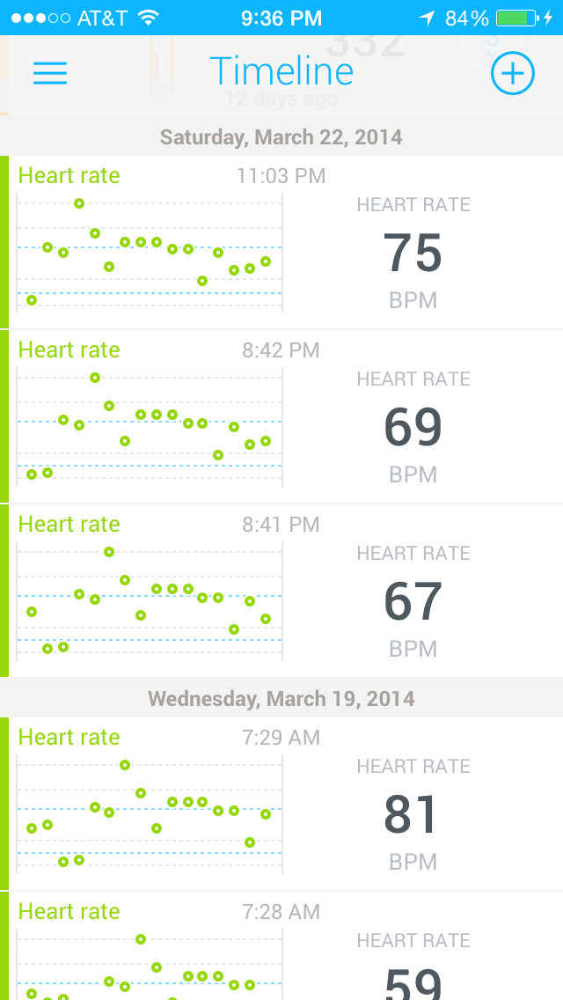 AT&T 9:36 PM 84%
332
Timeline
12 days ago
Saturday, March 22, 2014
Heart rate 11:03 PM
HEART RATE
75
BPM
Heart rate 8:42 PM
HEART RATE
69
BPM
Heart rate 8:41 PM
HEART RATE
67
BPM
Wednesday, March 19, 2014
Heart rate 7:29 AM
HEART RATE
81
BPM
Heart rate 7:28 AM
HEART RATE
59